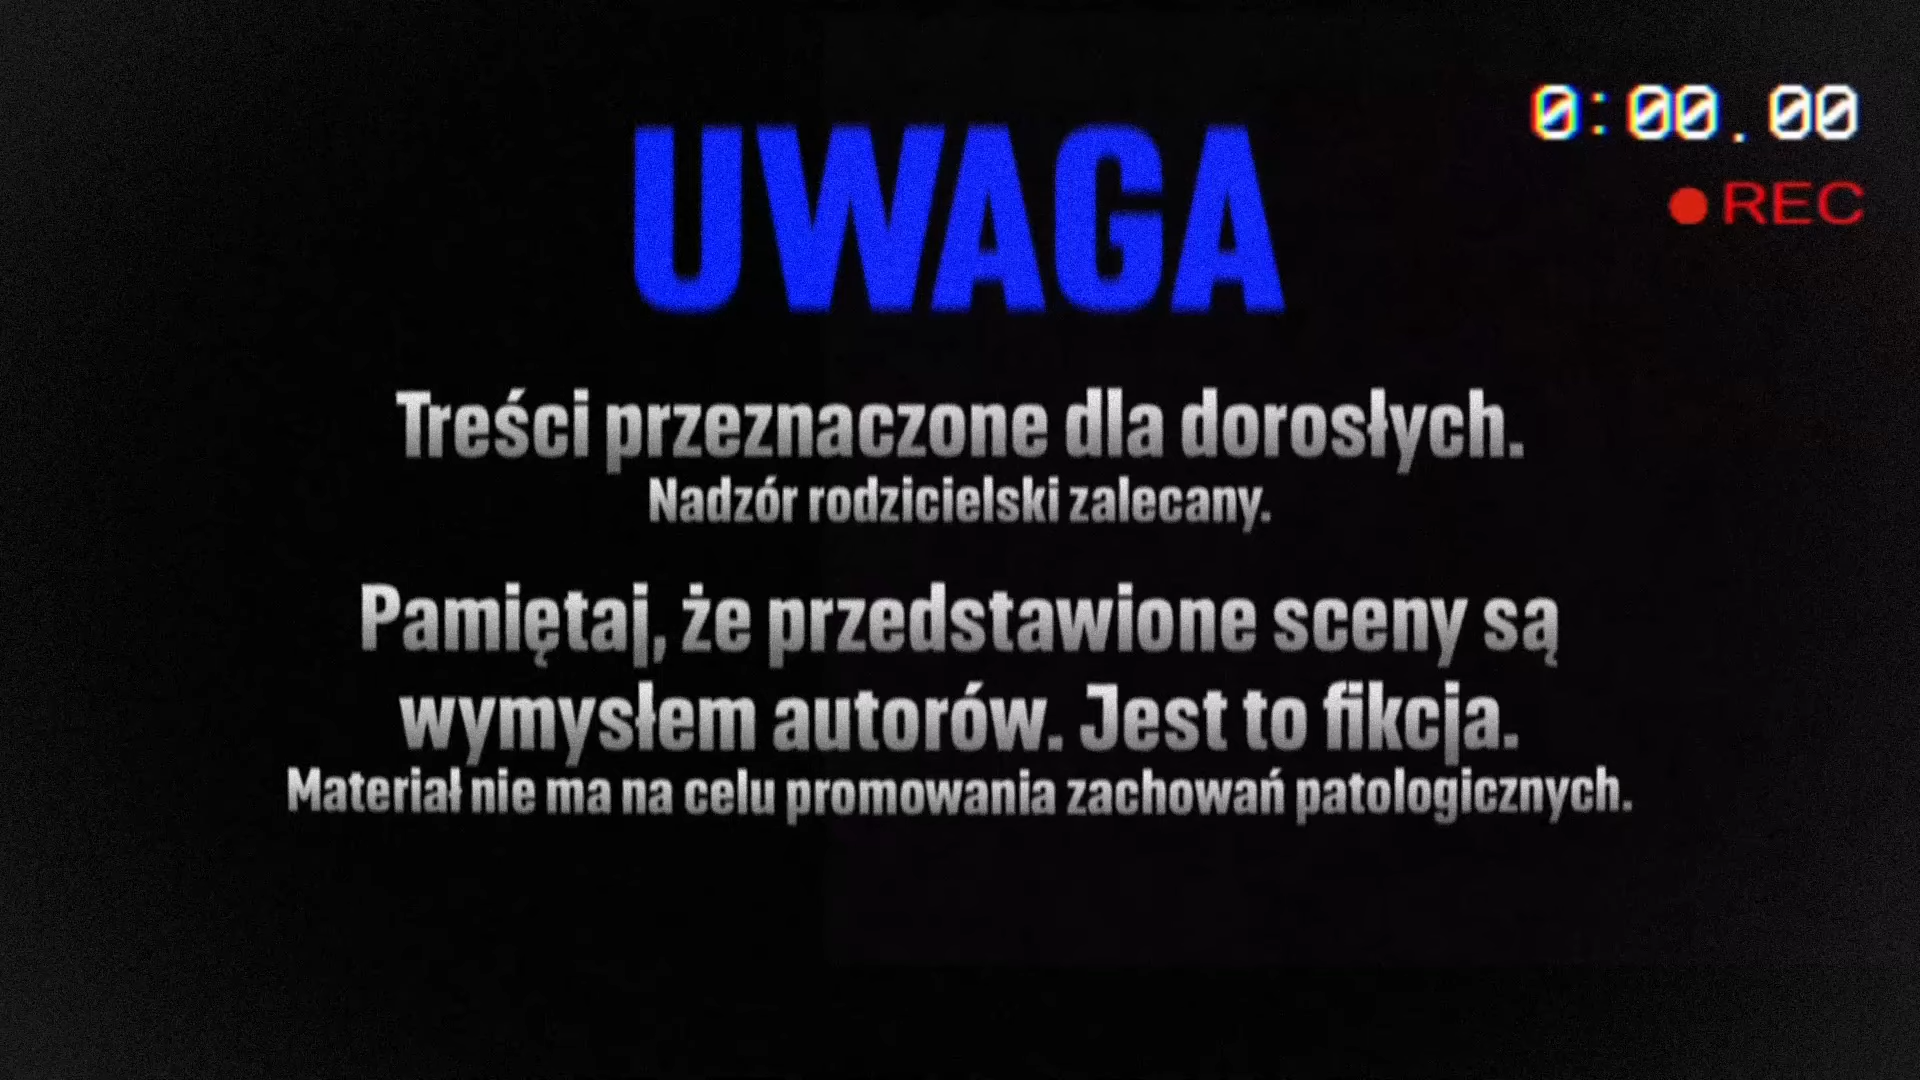 0:00.00
REC
UWAGA
Treści przeznaczone dla dorosłych.
Nadzór rodzicielski zalecany.
Pamiętaj, że przedstawione sceny są
wymysłem autorów. Jest to fikcja.
Materiał nie ma na celu promowania zachowań patologicznych.